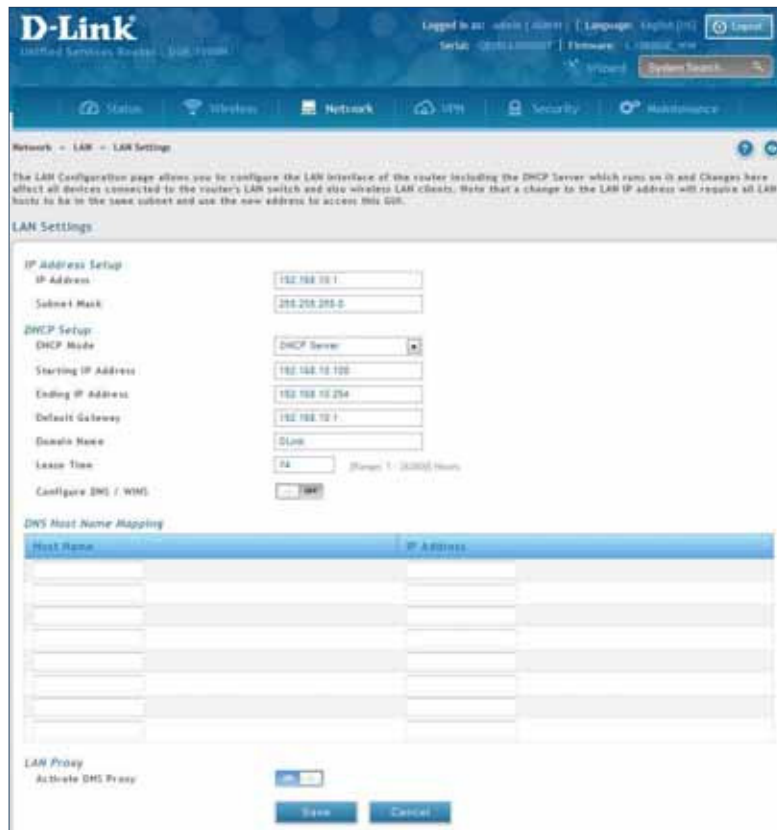 D-Link
Logged in as: admin ( ADMIN ) | Language: English [US]
Logout
Unified Services Router
Serial:
Firmware:
Wizard
System Search...
Status
Wireless
Network
VPN
Security
Maintenance
Network » LAN » LAN Settings
The LAN Configuration page allows you to configure the LAN interface of the router including the DHCP Server which runs on it and Changes here
affect all devices connected to the router's LAN switch and also wireless LAN clients. Note that a change to the LAN IP address will require all LAN
hosts to be in the same subnet and use the new address to access this GUI.
LAN Settings
IP Address Setup
IP Address 192.168.10.1
Subnet Mask 255.255.255.0
DHCP Setup
DHCP Mode DHCP Server
Starting IP Address 192.168.10.100
Ending IP Address 192.168.10.254
Default Gateway 192.168.10.1
Domain Name DLink
Lease Time [Range: 1 - Hours
Configure DNS / WINS OFF
DNS Host Name Mapping
Host Name IP Address
LAN Proxy
Activate DNS Proxy ON
Save Cancel